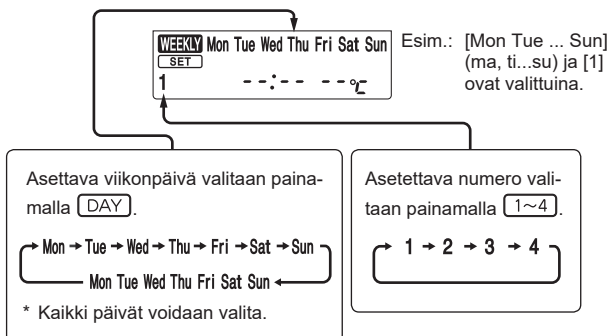 WEEKLY Mon Tue Wed Thu Fri Sat Sun
SET
1 --:-- --°C
Esim.: [Mon Tue ... Sun]
(ma, ti...su) ja [1]
ovat valittuina.
Asettava viikonpäivä valitaan paina-
malla DAY.
→ Mon → Tue → Wed → Thu → Fri → Sat → Sun
Mon Tue Wed Thu Fri Sat Sun ←
* Kaikki päivät voidaan valita.
Asetettava numero vali-
taan painamalla 1~4.
→ 1 → 2 → 3 → 4